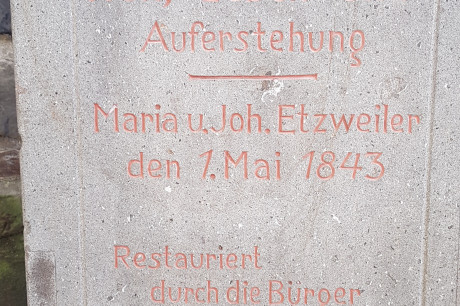 Auferstehung
Maria u. Joh. Etzweiler
den 1. Mai 1843
Restauriert
durch die Bürger